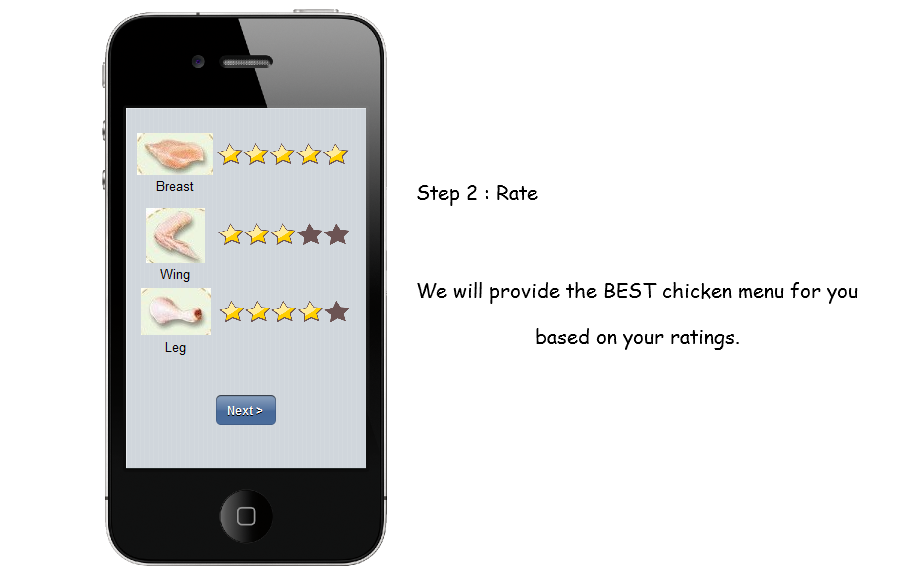 Breast
Wing
Leg
Next >
Step 2 : Rate
We will provide the BEST chicken menu for you
based on your ratings.